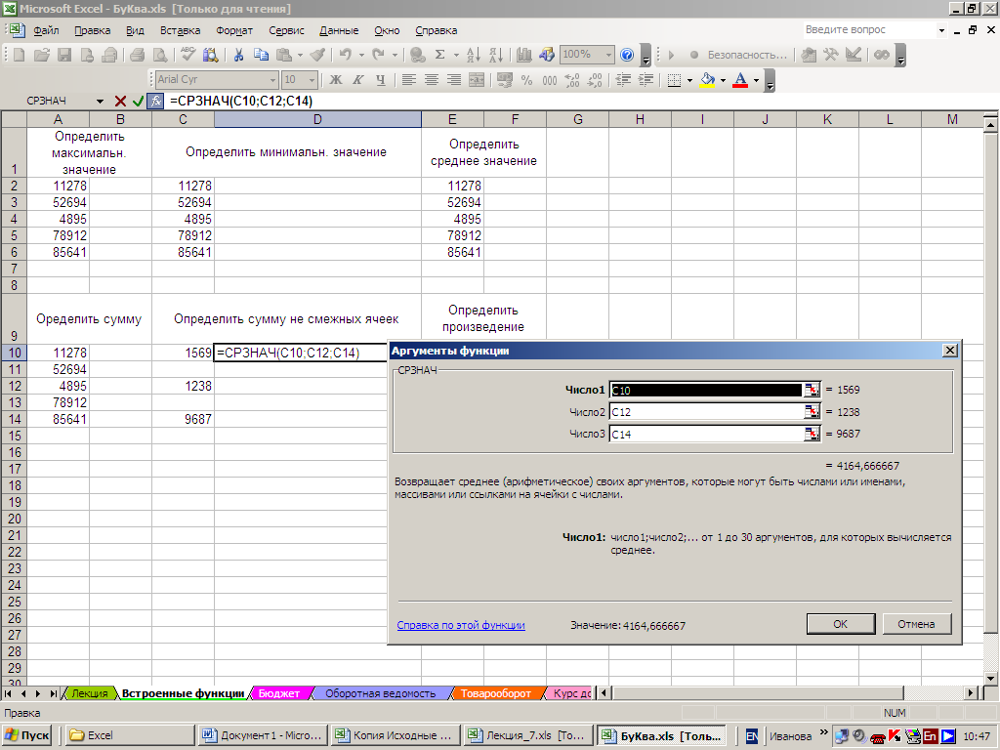 Microsoft Excel - БуКва.xls [Только для чтения]
Файл Правка Вид Вставка Формат Сервис Данные Окно Справка Введите вопрос
100% Безопасность...
Arial Cyr 10 Ж К Ч % 000
СРЗНАЧ =СРЗНАЧ(C10;C12;C14)
A B C D E F G H I J K L M
Определить максимальн. значение Определить минимальн. значение Определить среднее значение
1
2 11278 11278 11278
3 52694 52694 52694
4 4895 4895 4895
5 78912 78912 78912
6 85641 85641 85641
7
8
9 Оределить сумму Определить сумму не смежных ячеек Определить произведение
10 11278 1569 =СРЗНАЧ(C10;C12;C14)
11 52694
12 4895 1238
13 78912
14 85641 9687
15
16
17
18
19
20
21
22
23
24
25
26
27
28
29
30
Аргументы функции
СРЗНАЧ
Число1 C10 = 1569
Число2 C12 = 1238
Число3 C14 = 9687
= 4164,666667
Возвращает среднее (арифметическое) своих аргументов, которые могут быть числами или именами,
массивами или ссылками на ячейки с числами.
Число1: число1;число2;... от 1 до 30 аргументов, для которых вычисляется
среднее.
Справка по этой функции Значение: 4164,666667 OK Отмена
Лекция Встроенные функции Бюджет Оборотная ведомость Товарооборот Курс до
Правка NUM
Пуск Excel Документ1 - Micro... Копия Исходные ... Лекция_7.xls [То... БуКва.xls [Толь... EN Иванова » En 10:47